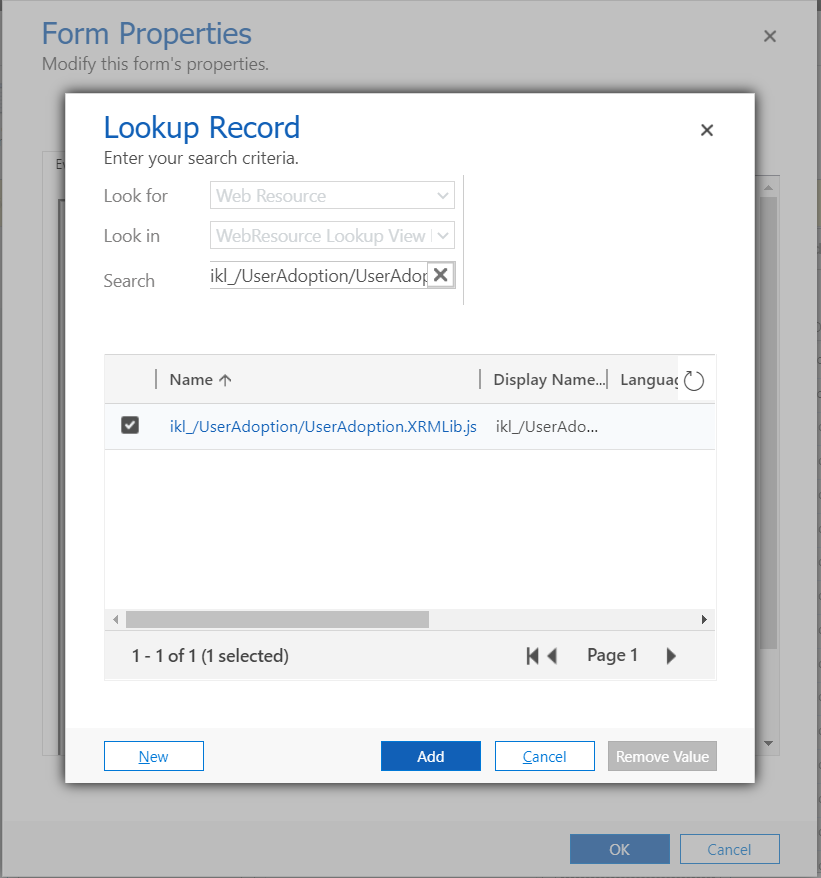 Form Properties
Modify this form's properties.
Lookup Record
Enter your search criteria.
Look for Web Resource
Look in WebResource Lookup View
Search ikl_/UserAdoption/UserAdop
Name Display Name... Languag
ikl_/UserAdoption/UserAdoption.XRMLib.js ikl_/UserAdo...
1 - 1 of 1 (1 selected) Page 1
New Add Cancel Remove Value
OK Cancel